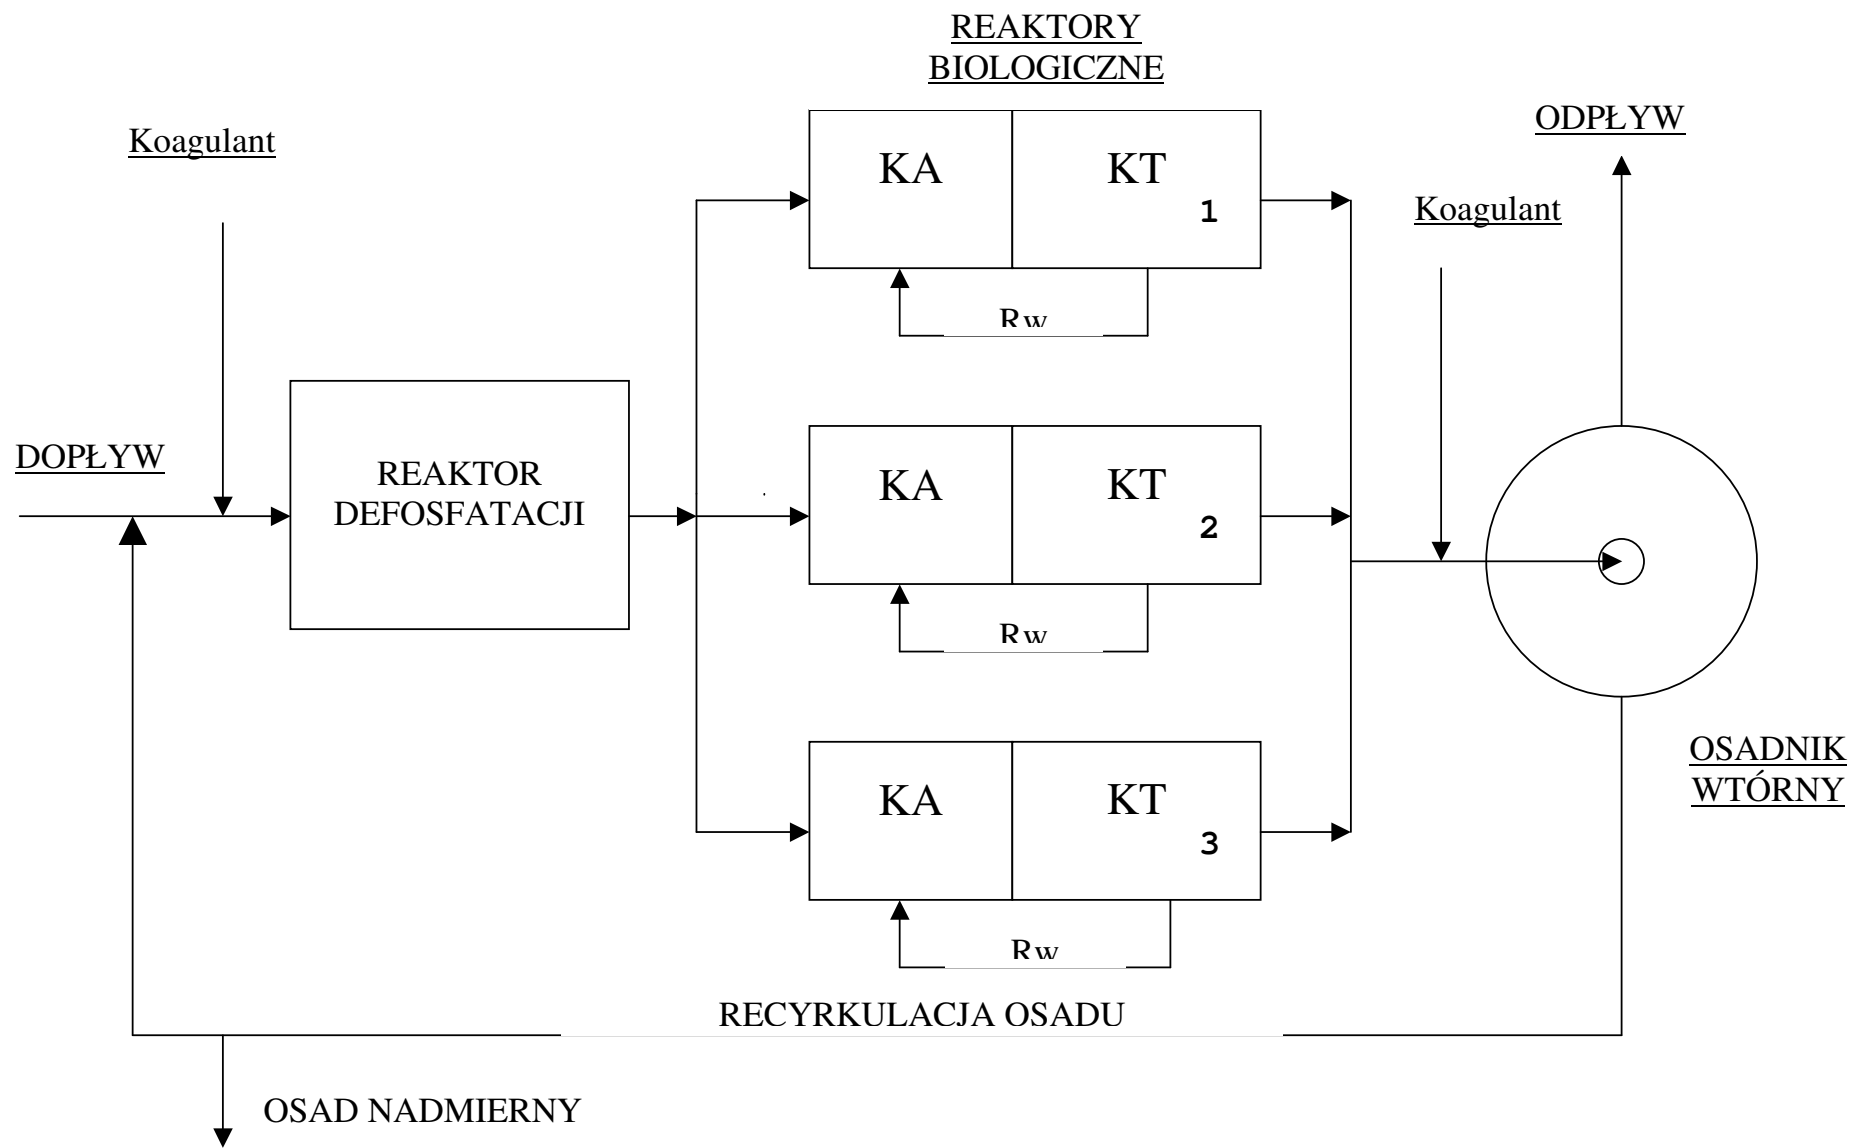 REAKTORY
BIOLOGICZNE
Koagulant
ODPŁYW
KA
KT
1
Koagulant
Rw
DOPŁYW
REAKTOR
DEFOSFATACJI
KA
KT
2
Rw
OSADNIK
WTÓRNY
KA
KT
3
Rw
RECYRKULACJA OSADU
OSAD NADMIERNY